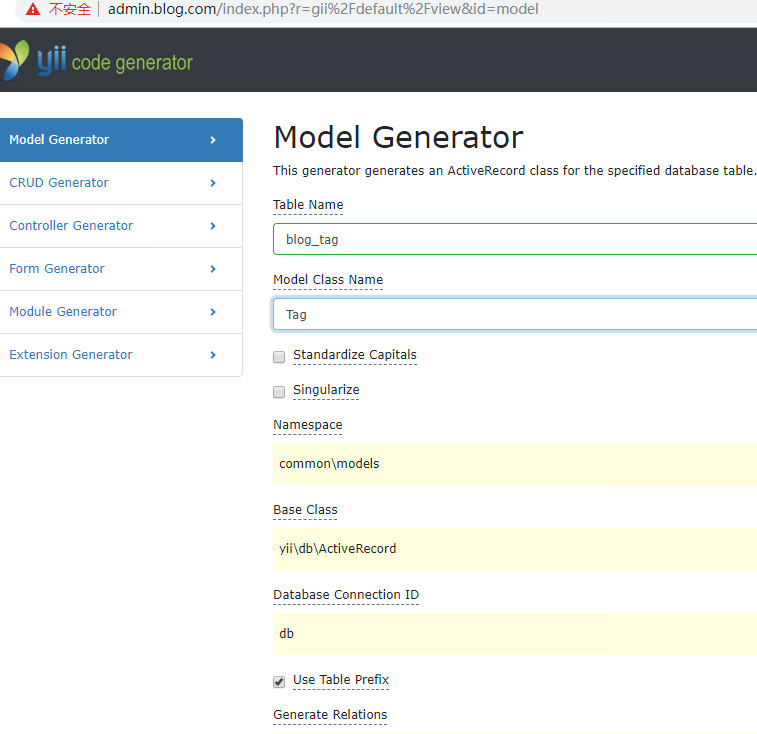 不安全 admin.blog.com/index.php?r=gii%2Fdefault%2Fview&id=model
yii code generator
Model Generator
CRUD Generator
Controller Generator
Form Generator
Module Generator
Extension Generator
Model Generator
This generator generates an ActiveRecord class for the specified database table.
Table Name
blog_tag
Model Class Name
Tag
Standardize Capitals
Singularize
Namespace
common\models
Base Class
yii\db\ActiveRecord
Database Connection ID
db
Use Table Prefix
Generate Relations